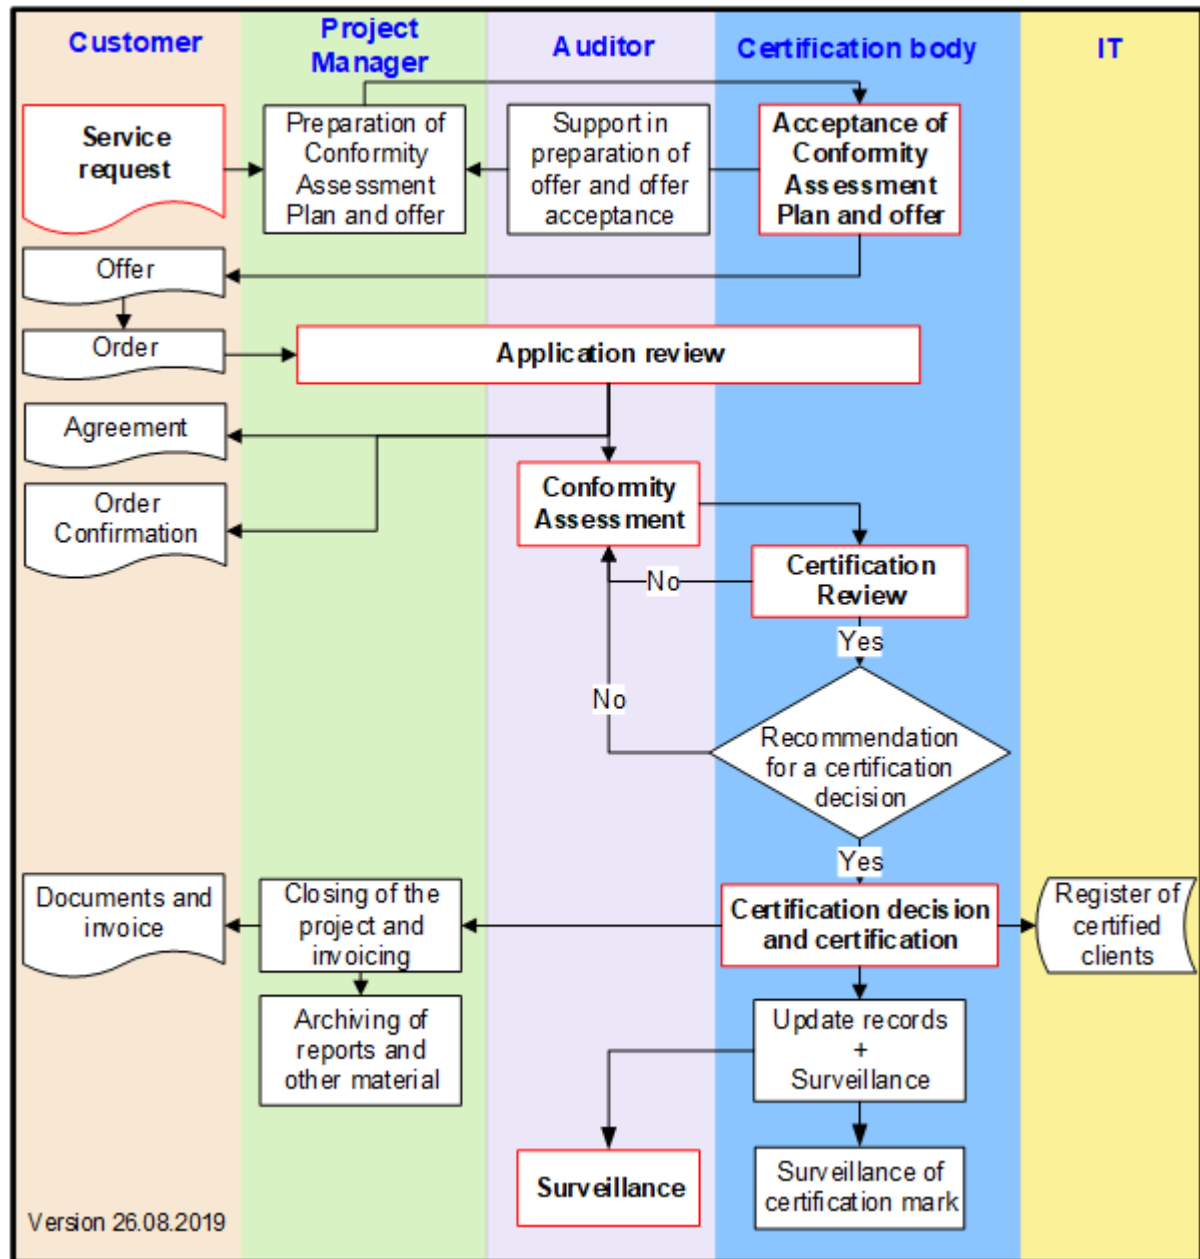 Customer
Project
Manager
Auditor
Certification body
IT
Service
request
Preparation of
Conformity
Assessment
Plan and offer
Support in
preparation of
offer and offer
acceptance
Acceptance of
Conformity
Assessment
Plan and offer
Offer
Order
Application review
Agreement
Order
Confirmation
Conformity
Assessment
Certification
Review
No
Yes
No
Recommendation
for a certification
decision
Yes
Documents and
invoice
Closing of the
project and
invoicing
Certification decision
and certification
Register of
certified
clients
Archiving of
reports and
other material
Update records
+
Surveillance
Surveillance
Surveillance of
certification mark
Version 26.08.2019